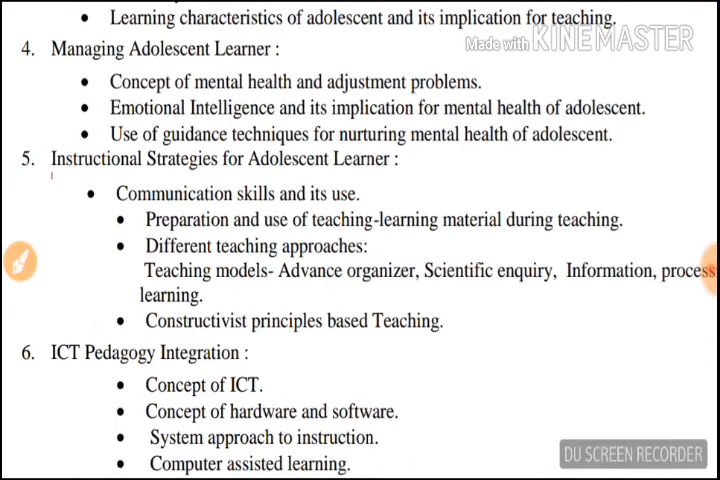 • Learning characteristics of adolescent and its implication for teaching.
Made with KINEMASTER
4. Managing Adolescent Learner :
• Concept of mental health and adjustment problems.
• Emotional Intelligence and its implication for mental health of adolescent.
• Use of guidance techniques for nurturing mental health of adolescent.
5. Instructional Strategies for Adolescent Learner :
• Communication skills and its use.
• Preparation and use of teaching-learning material during teaching.
• Different teaching approaches:
Teaching models- Advance organizer, Scientific enquiry, Information, process
learning.
• Constructivist principles based Teaching.
6. ICT Pedagogy Integration :
• Concept of ICT.
• Concept of hardware and software.
• System approach to instruction.
• Computer assisted learning.
DU SCREEN RECORDER